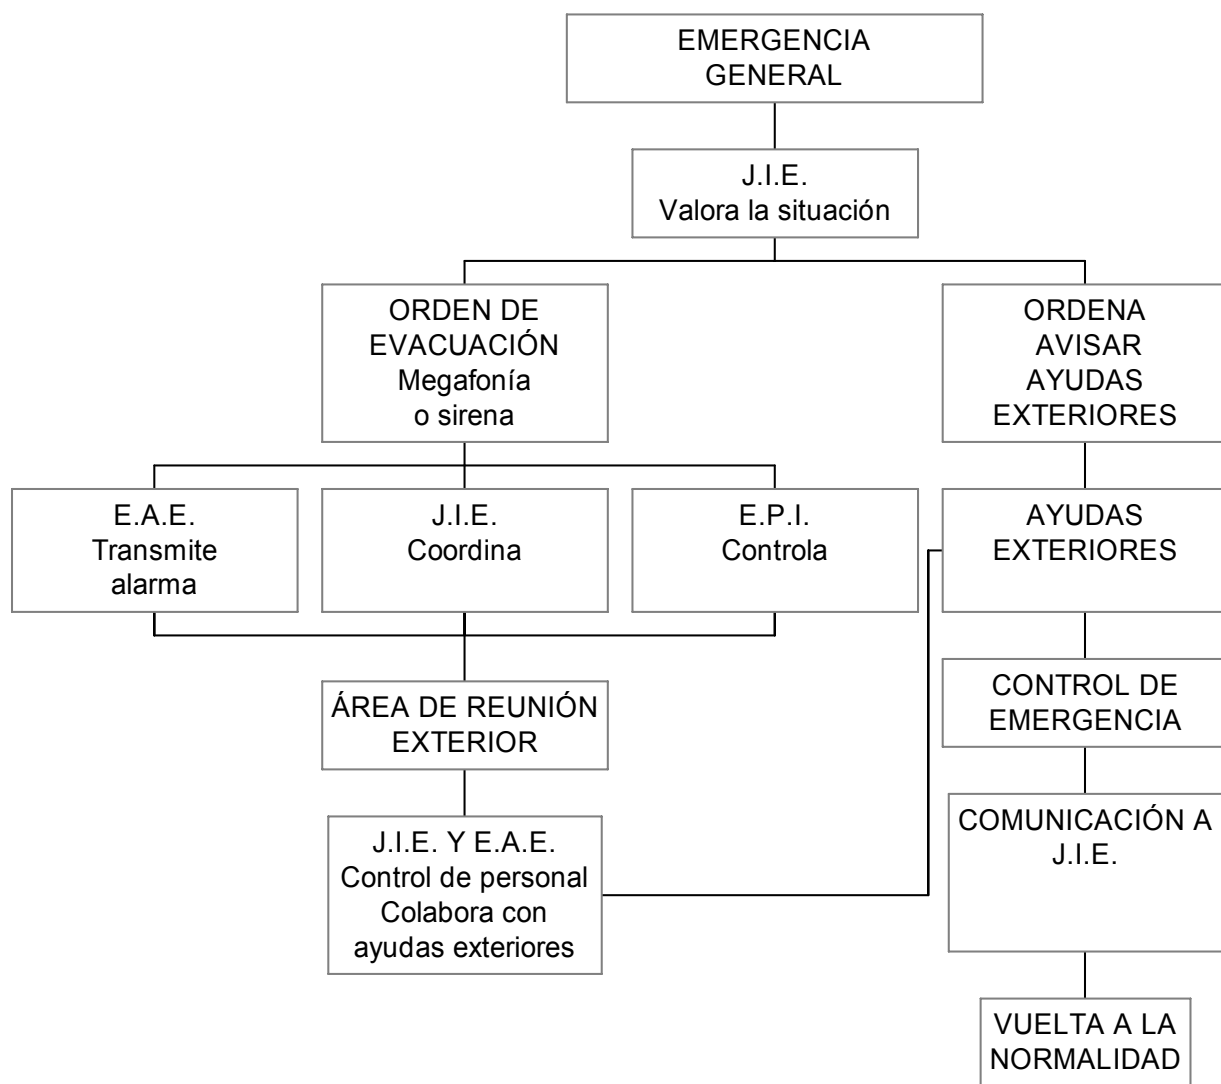 EMERGENCIA
GENERAL
J.I.E.
Valora la situación
ORDEN DE
EVACUACIÓN
Megafonía
o sirena
ORDENA
AVISAR
AYUDAS
EXTERIORES
E.A.E.
Transmite
alarma
J.I.E.
Coordina
E.P.I.
Controla
AYUDAS
EXTERIORES
ÁREA DE REUNIÓN
EXTERIOR
CONTROL DE
EMERGENCIA
J.I.E. Y E.A.E.
Control de personal
Colabora con
ayudas exteriores
COMUNICACIÓN A
J.I.E.
VUELTA A LA
NORMALIDAD